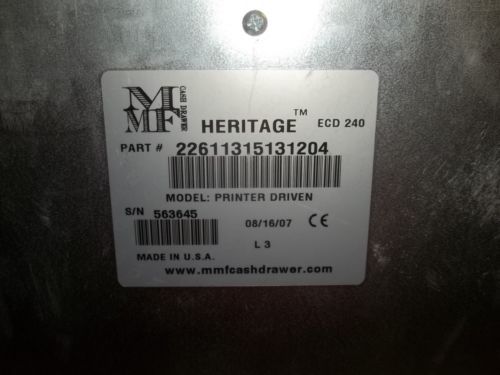 MMF CASH DRAWER
HERITAGE™ ECD 240
PART # 22611315131204
MODEL: PRINTER DRIVEN
S/N 563645
08/16/07 CE
L 3
MADE IN U.S.A.
www.mmfcashdrawer.com